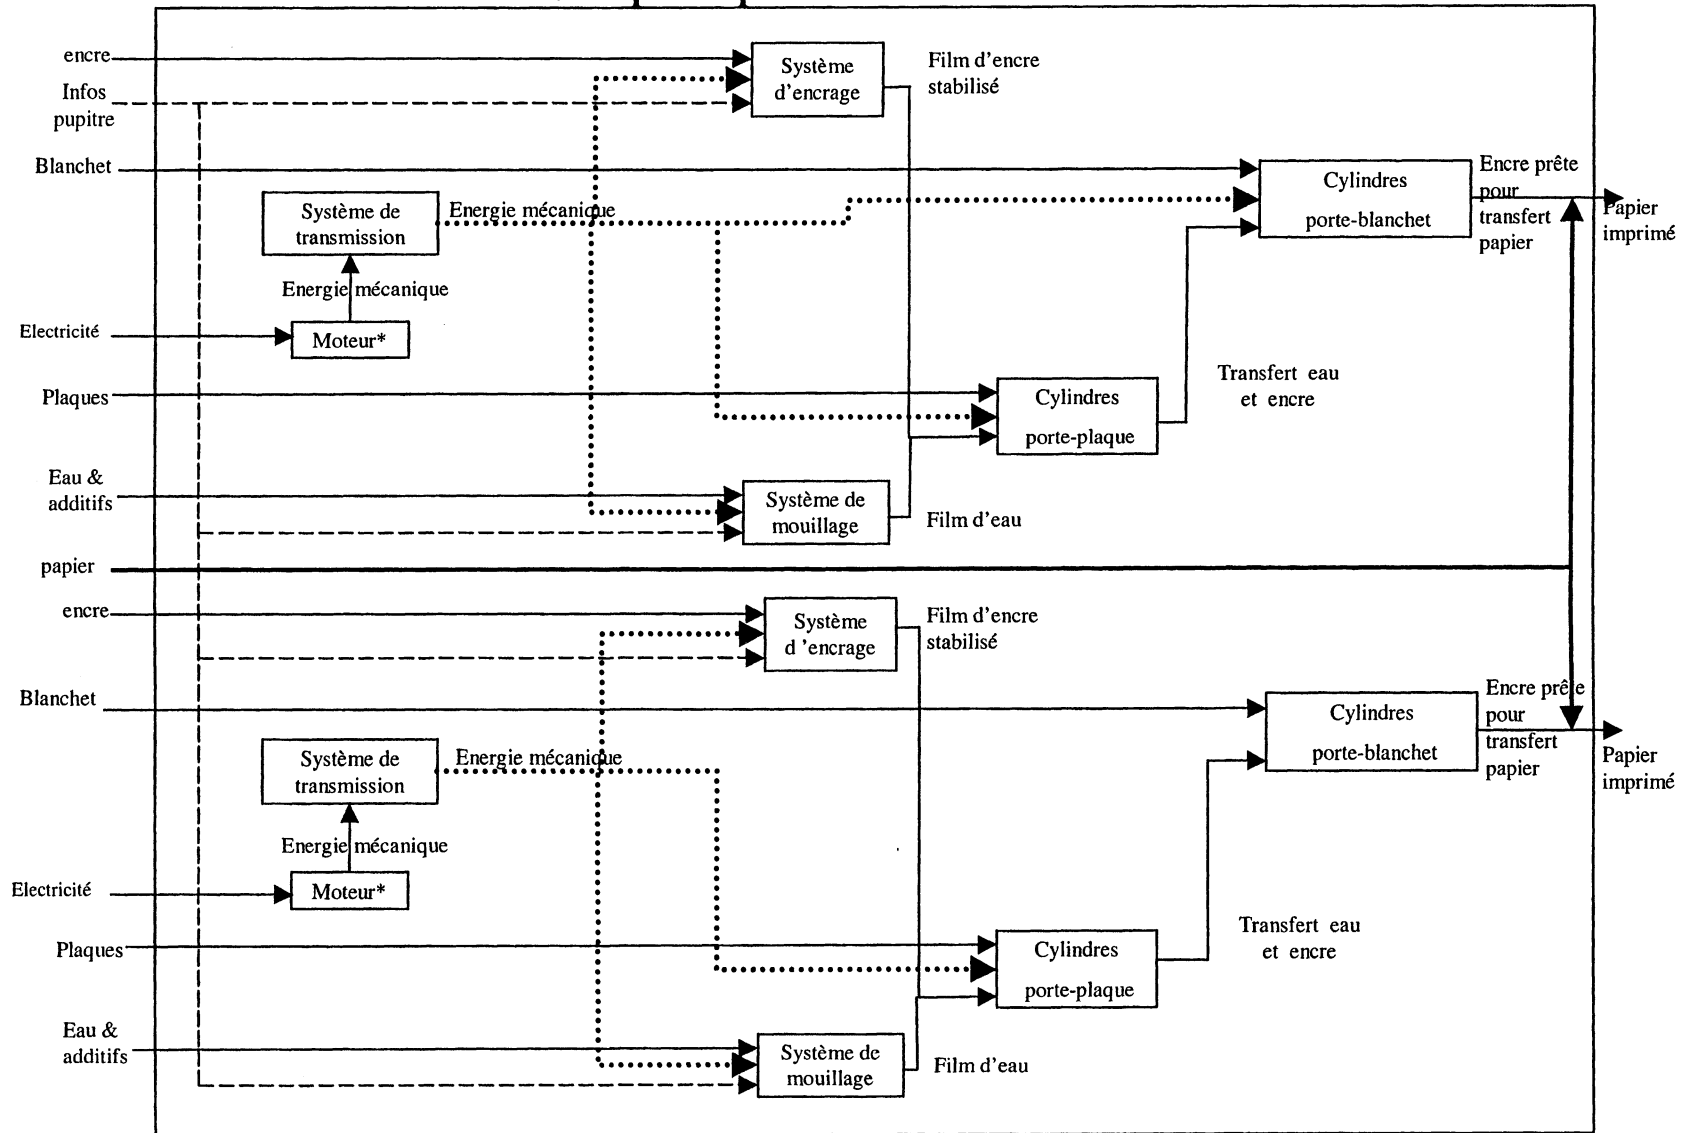 encre
Système
d'encrage
Film d'encre
stabilisé
Infos
pupitre
Blanchet
Cylindres
porte-blanchet
Encre prête
pour
transfert
papier
Papier
imprimé
Système de
transmission
Energie mécanique
Energie mécanique
Electricité
Moteur*
Plaques
Cylindres
porte-plaque
Transfert eau
et encre
Eau &
additifs
Système de
mouillage
Film d'eau
papier
encre
Système
d 'encrage
Film d'encre
stabilisé
Blanchet
Cylindres
porte-blanchet
Encre prête
pour
transfert
papier
Papier
imprimé
Système de
transmission
Energie mécanique
Energie mécanique
Electricité
Moteur*
Plaques
Cylindres
porte-plaque
Transfert eau
et encre
Eau &
additifs
Système de
mouillage
Film d'eau